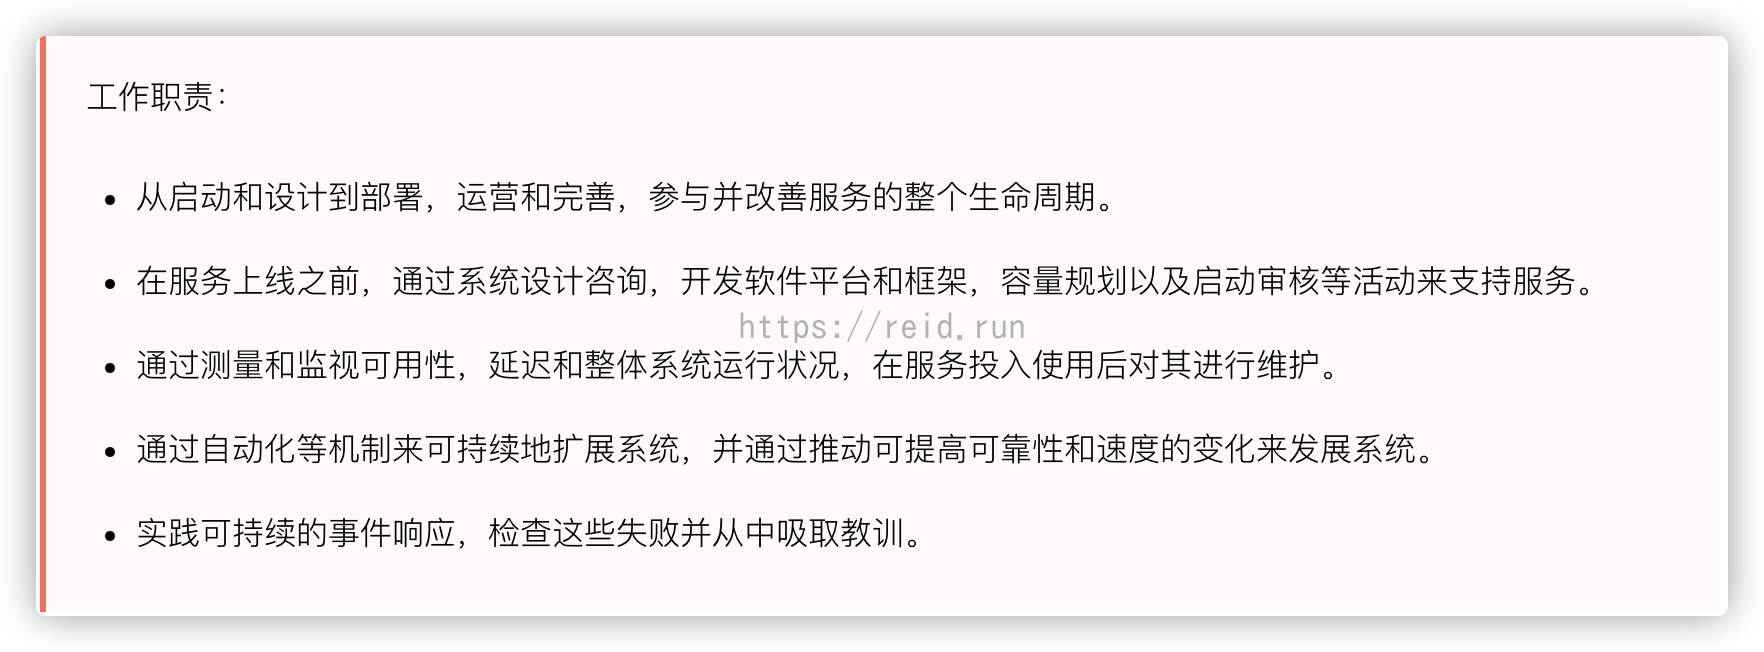 工作职责：
• 从启动和设计到部署，运营和完善，参与并改善服务的整个生命周期。
• 在服务上线之前，通过系统设计咨询，开发软件平台和框架，容量规划以及启动审核等活动来支持服务。
https://reid.run
• 通过测量和监视可用性，延迟和整体系统运行状况，在服务投入使用后对其进行维护。
• 通过自动化等机制来可持续地扩展系统，并通过推动可提高可靠性和速度的变化来发展系统。
• 实践可持续的事件响应，检查这些失败并从中吸取教训。